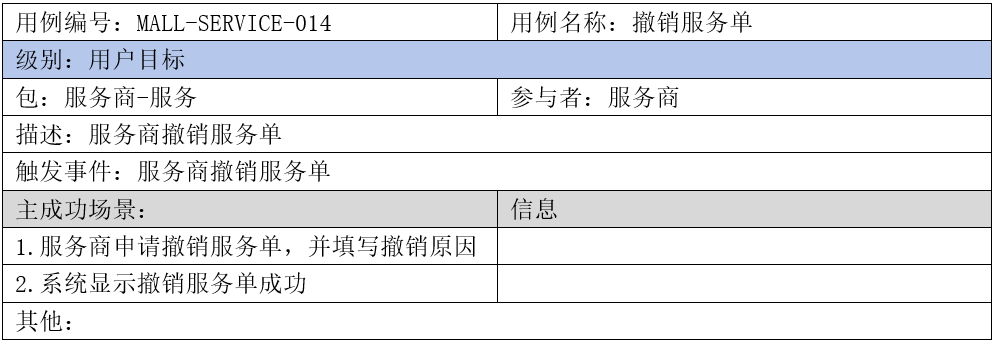 用例编号：MALL-SERVICE-014
用例名称：撤销服务单
级别：用户目标
包：服务商-服务
参与者：服务商
描述：服务商撤销服务单
触发事件：服务商撤销服务单
主成功场景：
信息
1.服务商申请撤销服务单，并填写撤销原因
2.系统显示撤销服务单成功
其他：